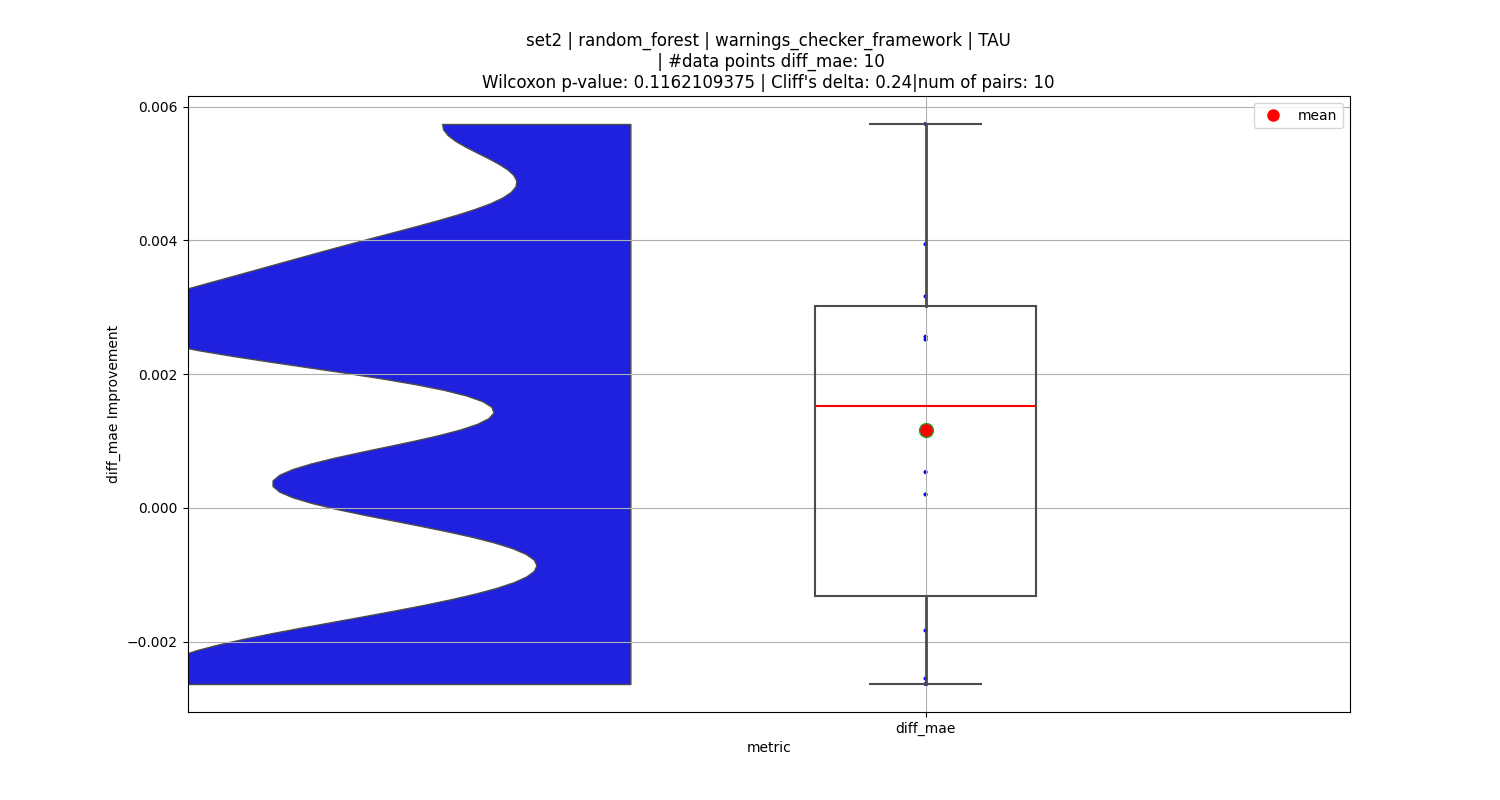 set2 | random_forest | warnings_checker_framework | TAU
| #data points diff_mae: 10
Wilcoxon p-value: 0.1162109375 | Cliff's delta: 0.24|num of pairs: 10
mean
0.006
0.004
0.002
0.000
−0.002
diff_mae Improvement
diff_mae
metric